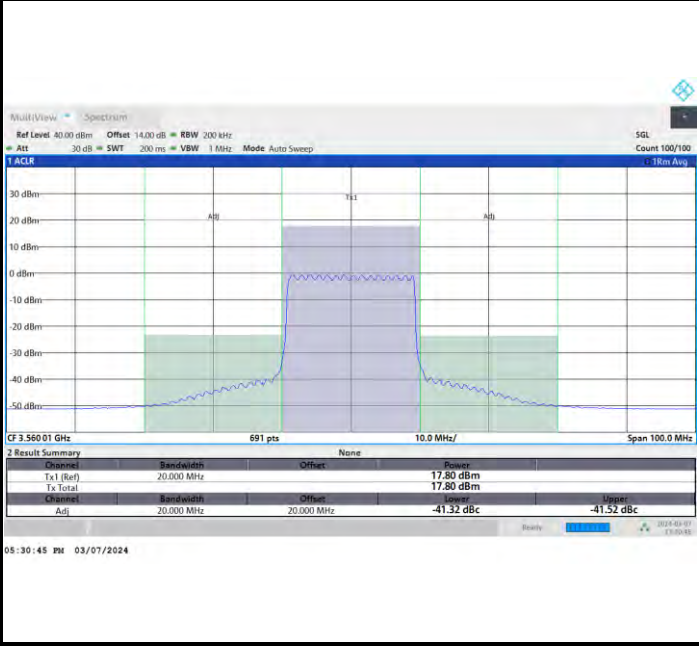 MultiView Spectrum
Ref Level 40.00 dBm Offset 14.00 dB RBW 200 kHz SGL
Att 30 dB SWT 200 ms VBW 1 MHz Mode Auto Sweep Count 100/100
1 ACLR 1Rm Avg
30 dBm
Tx1
20 dBm
Adj Adj
10 dBm
0 dBm
-10 dBm
-20 dBm
-30 dBm
-40 dBm
-50 dBm
CF 3.56001 GHz 691 pts 10.0 MHz/ Span 100.0 MHz
2 Result Summary None
Channel Bandwidth Offset Power
Tx1 (Ref) 20.000 MHz 17.80 dBm
Tx Total 17.80 dBm
Channel Bandwidth Offset Lower Upper
Adj 20.000 MHz 20.000 MHz -41.32 dBc -41.52 dBc
Ready 2024-03-07
05:30:45 PM 03/07/2024